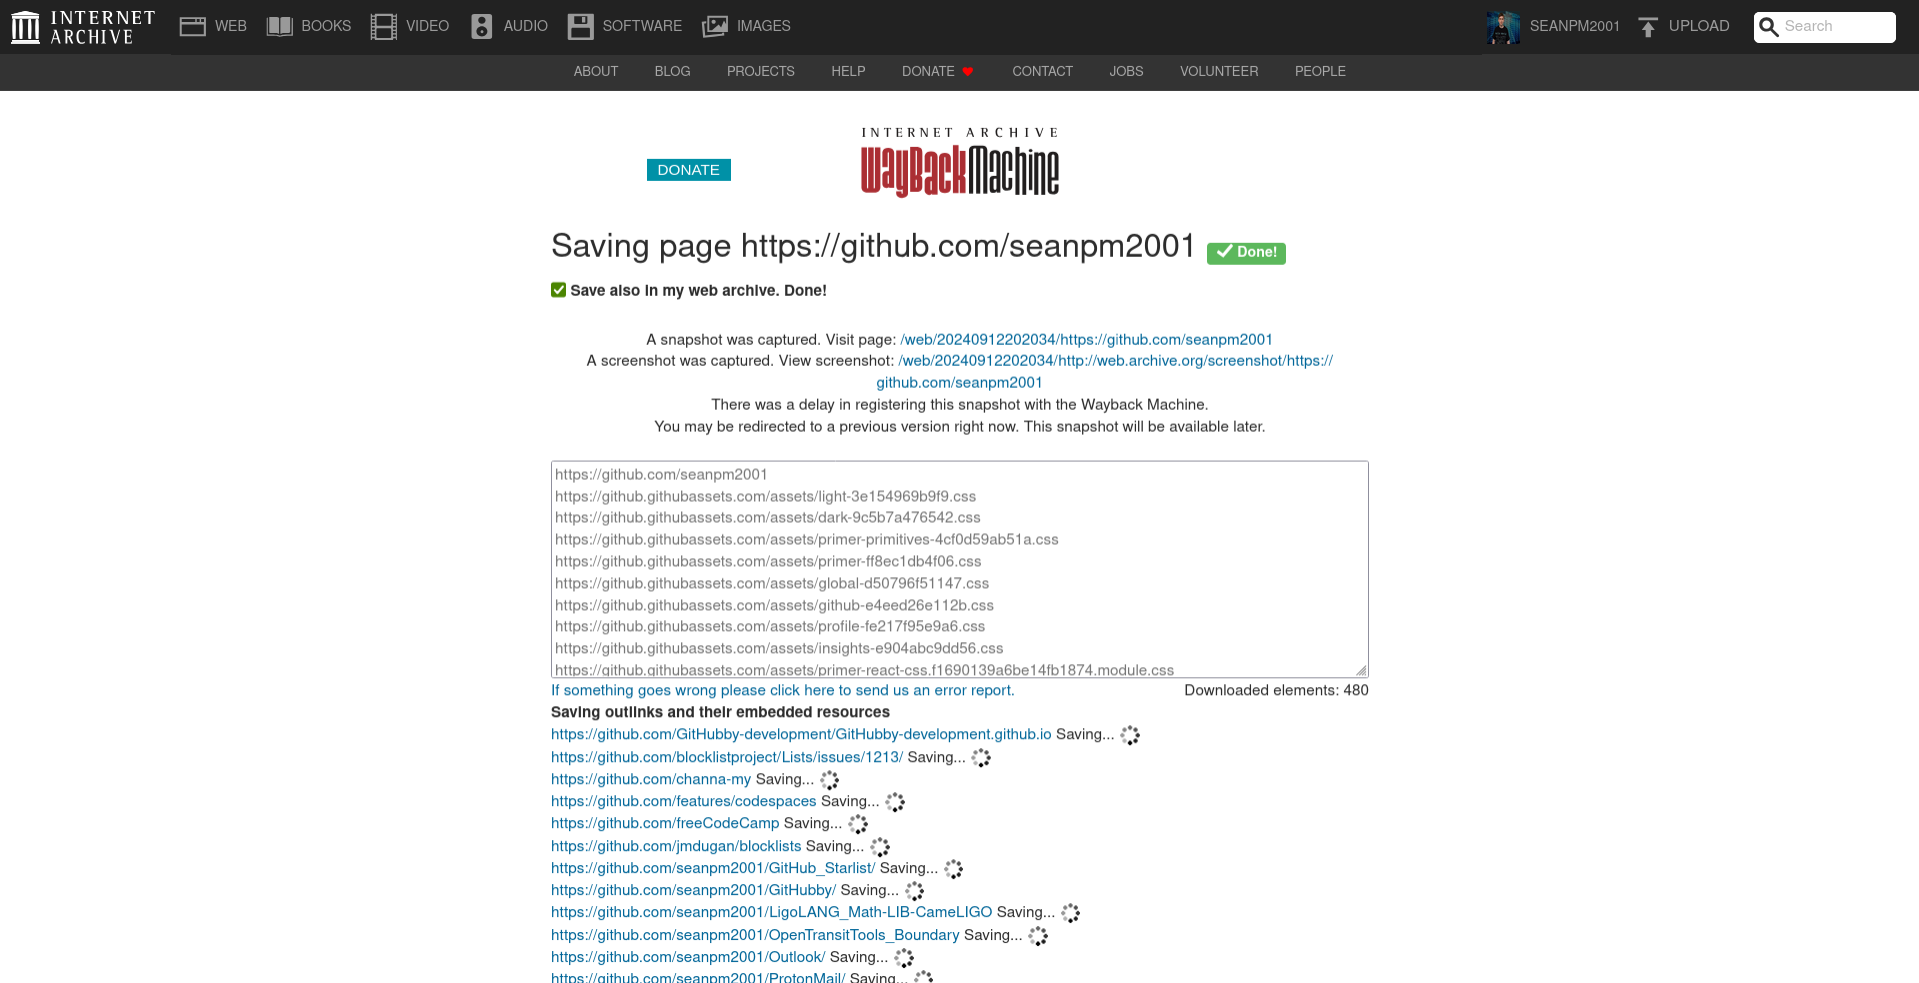 INTERNET ARCHIVE
WEB BOOKS VIDEO AUDIO SOFTWARE IMAGES SEANPM2001 UPLOAD Search
ABOUT BLOG PROJECTS HELP DONATE CONTACT JOBS VOLUNTEER PEOPLE
INTERNET ARCHIVE
WayBackMachine
DONATE
Saving page https://github.com/seanpm2001 Done!
Save also in my web archive. Done!
A snapshot was captured. Visit page: /web/20240912202034/https://github.com/seanpm2001
A screenshot was captured. View screenshot: /web/20240912202034/http://web.archive.org/screenshot/https://
github.com/seanpm2001
There was a delay in registering this snapshot with the Wayback Machine.
You may be redirected to a previous version right now. This snapshot will be available later.
https://github.com/seanpm2001
https://github.githubassets.com/assets/light-3e154969b9f9.css
https://github.githubassets.com/assets/dark-9c5b7a476542.css
https://github.githubassets.com/assets/primer-primitives-4cf0d59ab51a.css
https://github.githubassets.com/assets/primer-ff8ec1db4f06.css
https://github.githubassets.com/assets/global-d50796f51147.css
https://github.githubassets.com/assets/github-e4eed26e112b.css
https://github.githubassets.com/assets/profile-fe217f95e9a6.css
https://github.githubassets.com/assets/insights-e904abc9dd56.css
https://github.githubassets.com/assets/primer-react-css.f1690139a6be14fb1874.module.css
If something goes wrong please click here to send us an error report. Downloaded elements: 480
Saving outlinks and their embedded resources
https://github.com/GitHubby-development/GitHubby-development.github.io Saving...
https://github.com/blocklistproject/Lists/issues/1213/ Saving...
https://github.com/channa-my Saving...
https://github.com/features/codespaces Saving...
https://github.com/freeCodeCamp Saving...
https://github.com/jmdugan/blocklists Saving...
https://github.com/seanpm2001/GitHub_Starlist/ Saving...
https://github.com/seanpm2001/GitHubby/ Saving...
https://github.com/seanpm2001/LigoLANG_Math-LIB-CameLIGO Saving...
https://github.com/seanpm2001/OpenTransitTools_Boundary Saving...
https://github.com/seanpm2001/Outlook/ Saving...
https://github.com/seanpm2001/ProtonMail/ Saving...